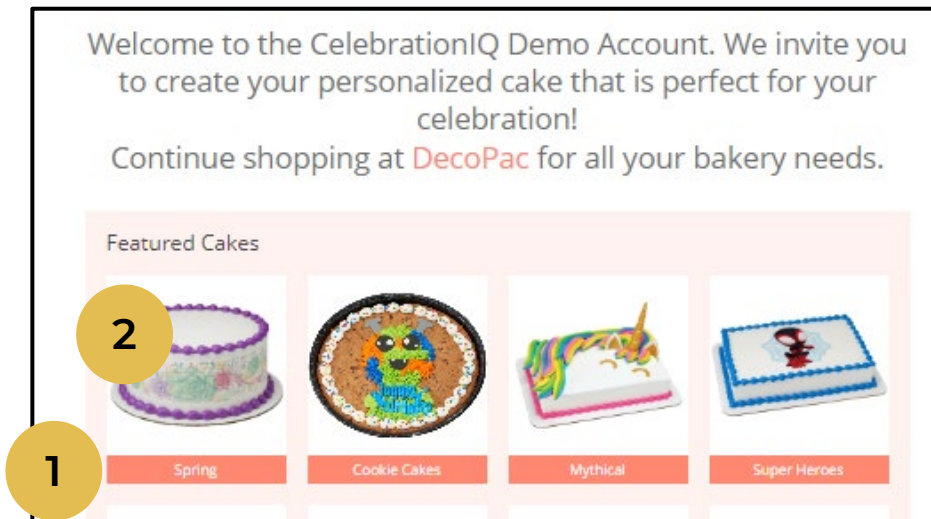 Welcome to the CelebrationIQ Demo Account. We invite you
to create your personalized cake that is perfect for your
celebration!
Continue shopping at DecoPac for all your bakery needs.
Featured Cakes
2
1
Spring
Cookie Cakes
Mythical
Super Heroes